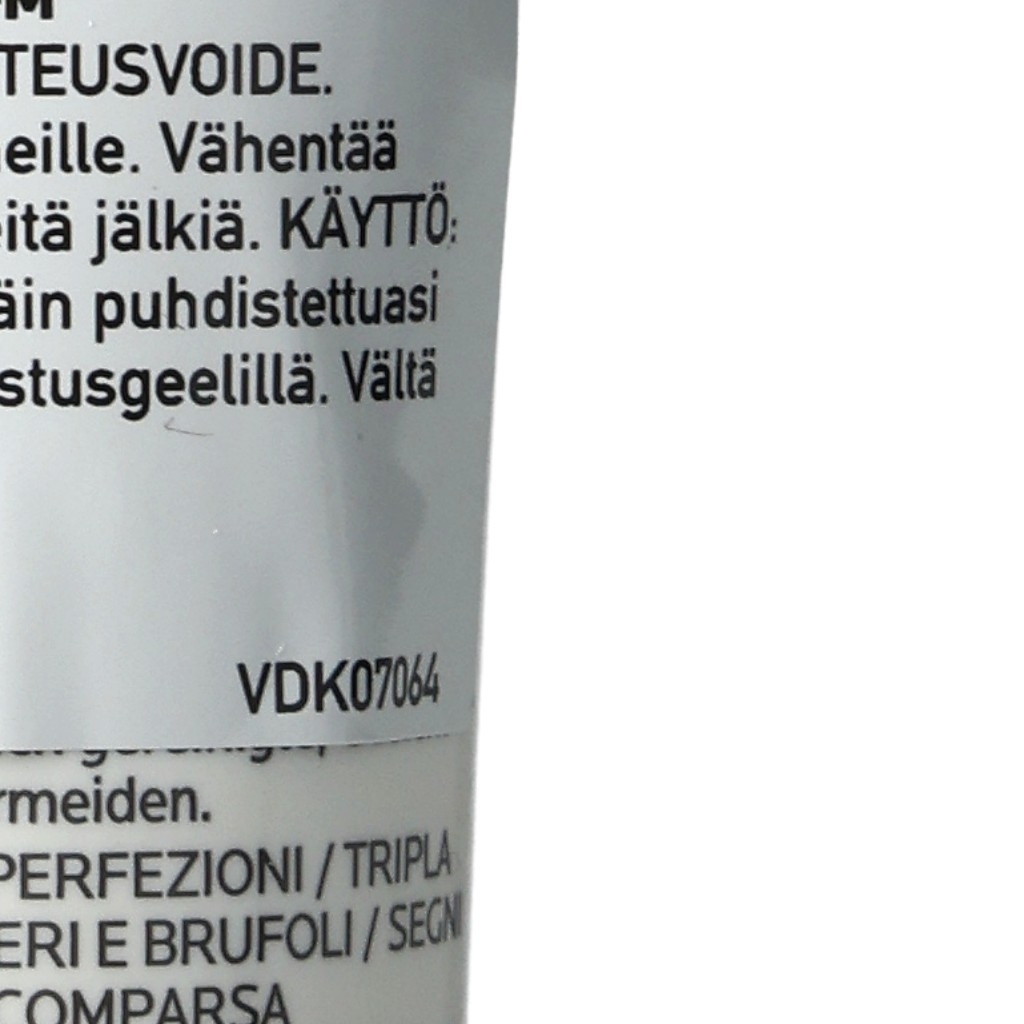 TEUSVOIDE.
eille. Vähentää
eitä jälkiä. KÄYTTÖ:
äin puhdistettuasi
stusgeelillä. Vältä
VDK07064
rmeiden.
PERFEZIONI / TRIPLA
ERI E BRUFOLI / SEGNI
COMPARSA